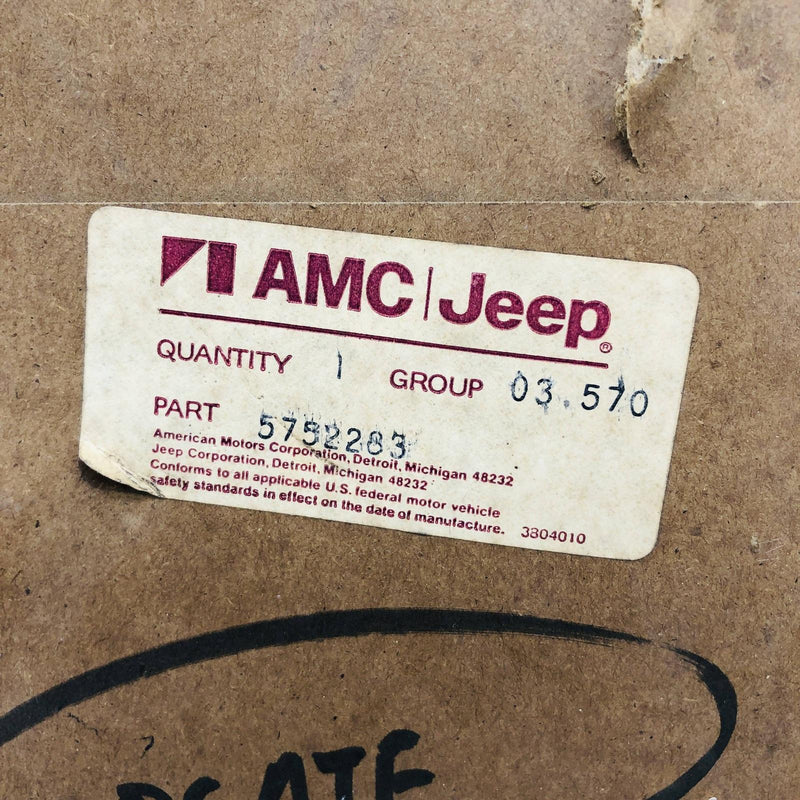 AMC | Jeep ®
QUANTITY 1 GROUP 03.570
PART 5752283
American Motors Corporation, Detroit, Michigan 48232
Jeep Corporation, Detroit, Michigan 48232
Conforms to all applicable U.S. federal motor vehicle
safety standards in effect on the date of manufacture. 3804010